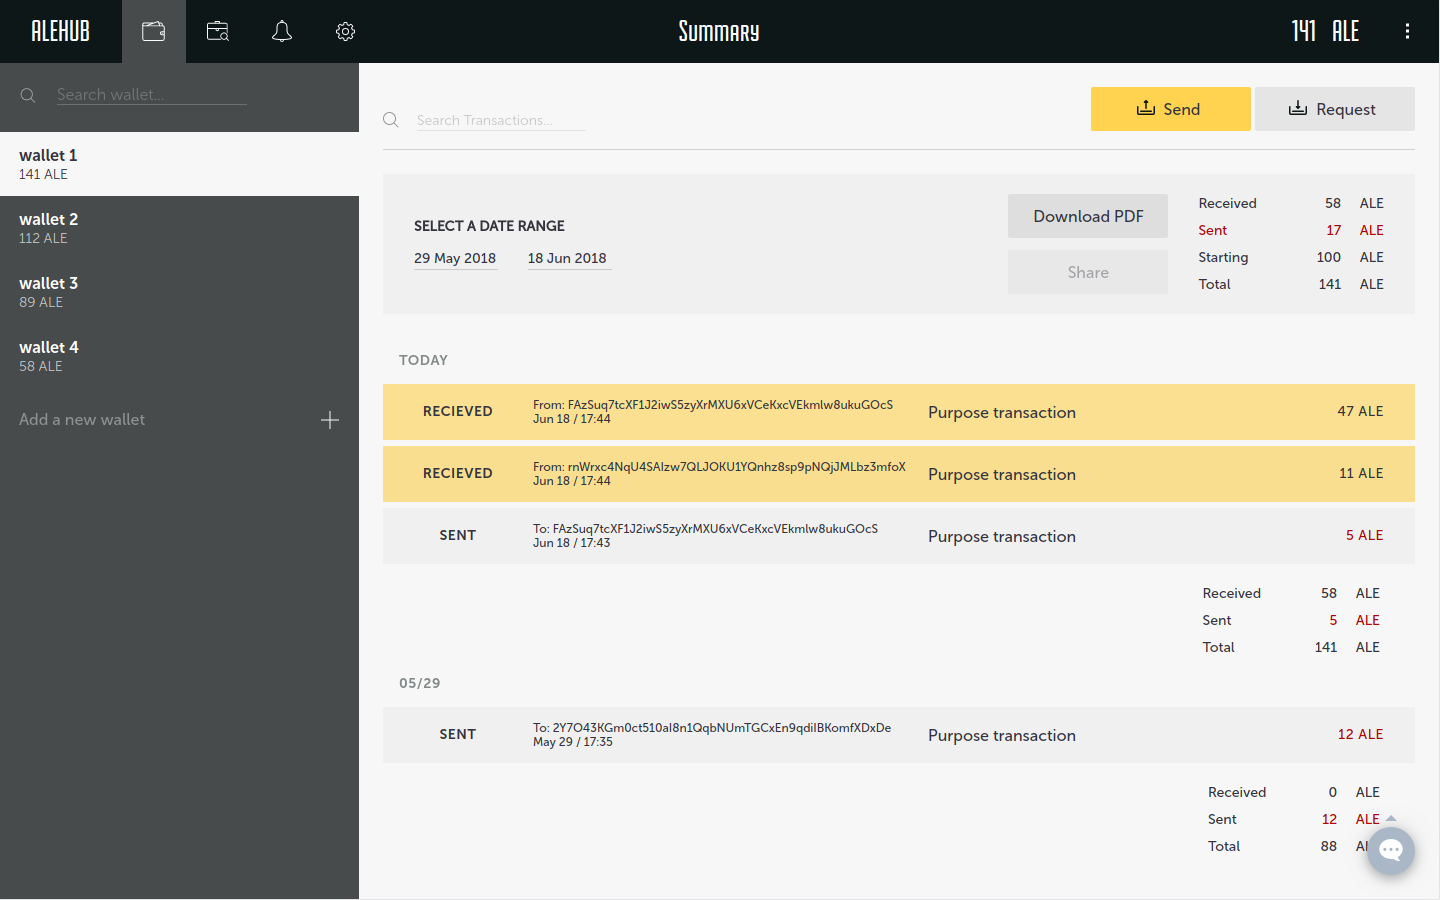 ALEHUB
Summary
141 ALE
Search wallet...
wallet 1
141 ALE
wallet 2
112 ALE
wallet 3
89 ALE
wallet 4
58 ALE
Add a new wallet
Search Transactions...
Send
Request
SELECT A DATE RANGE
29 May 2018 18 Jun 2018
Download PDF
Share
Received 58 ALE
Sent 17 ALE
Starting 100 ALE
Total 141 ALE
TODAY
RECIEVED
From: FAzSuq7tcXF1J2iwS5zyXrMXU6xVCeKxcVEkmlw8ukuGOcS
Jun 18 / 17:44
Purpose transaction
47 ALE
RECIEVED
From: rnWrxc4NqU4SAIzw7QLJOKU1YQnhz8sp9pNQjJMLbz3mfoX
Jun 18 / 17:44
Purpose transaction
11 ALE
SENT
To: FAzSuq7tcXF1J2iwS5zyXrMXU6xVCeKxcVEkmlw8ukuGOcS
Jun 18 / 17:43
Purpose transaction
5 ALE
Received 58 ALE
Sent 5 ALE
Total 141 ALE
05/29
SENT
To: 2Y7O43KGm0ct510aI8n1QqbNUmTGCxEn9qdiIBKomfXDxDe
May 29 / 17:35
Purpose transaction
12 ALE
Received 0 ALE
Sent 12 ALE
Total 88